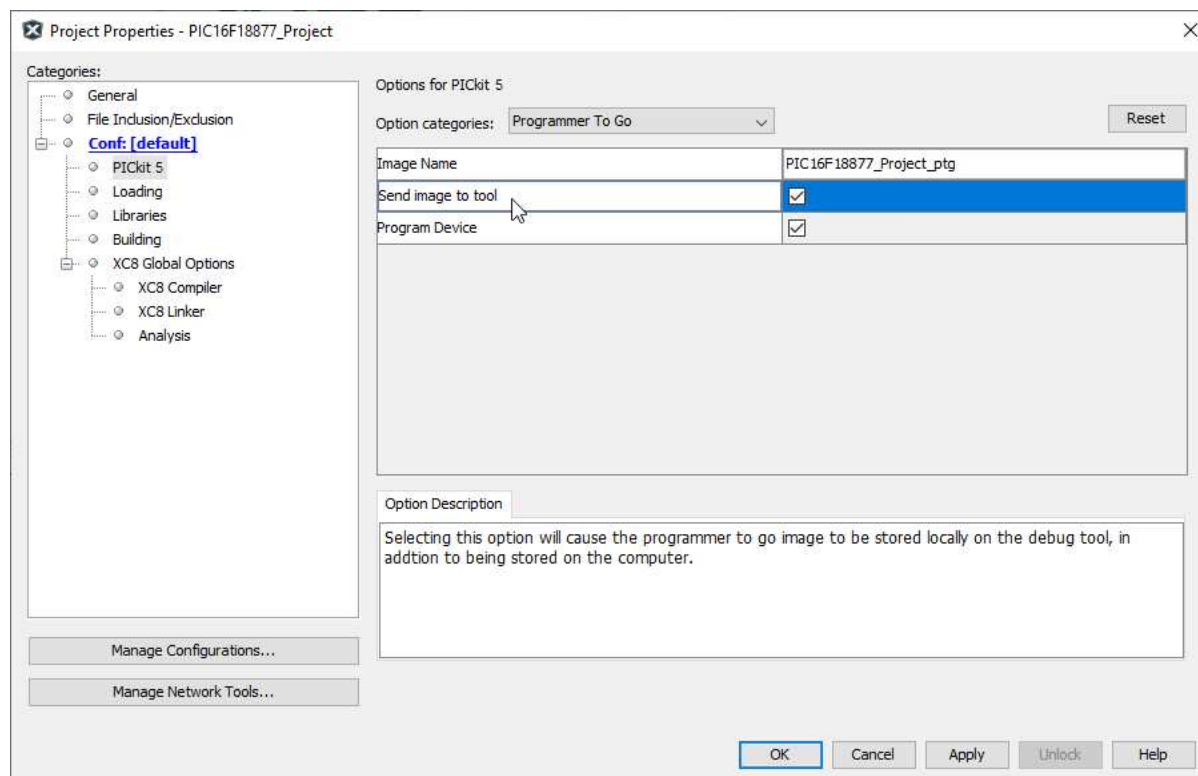 Project Properties - PIC16F18877_Project
Categories:
General
File Inclusion/Exclusion
Conf: [default]
PICkit 5
Loading
Libraries
Building
XC8 Global Options
XC8 Compiler
XC8 Linker
Analysis
Manage Configurations...
Manage Network Tools...
Options for PICkit 5
Option categories: Programmer To Go Reset
Image Name PIC16F18877_Project_ptg
Send image to tool
Program Device
Option Description
Selecting this option will cause the programmer to go image to be stored locally on the debug tool, in
addtion to being stored on the computer.
OK Cancel Apply Unlock Help